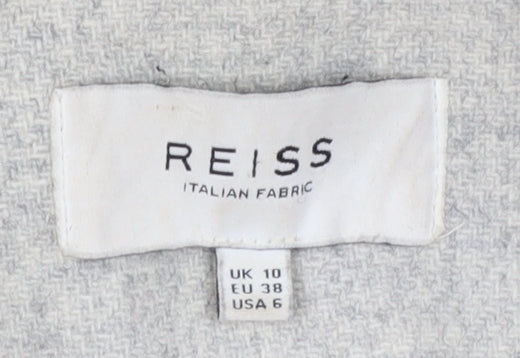 REISS
ITALIAN FABRIC
UK 10
EU 38
USA 6